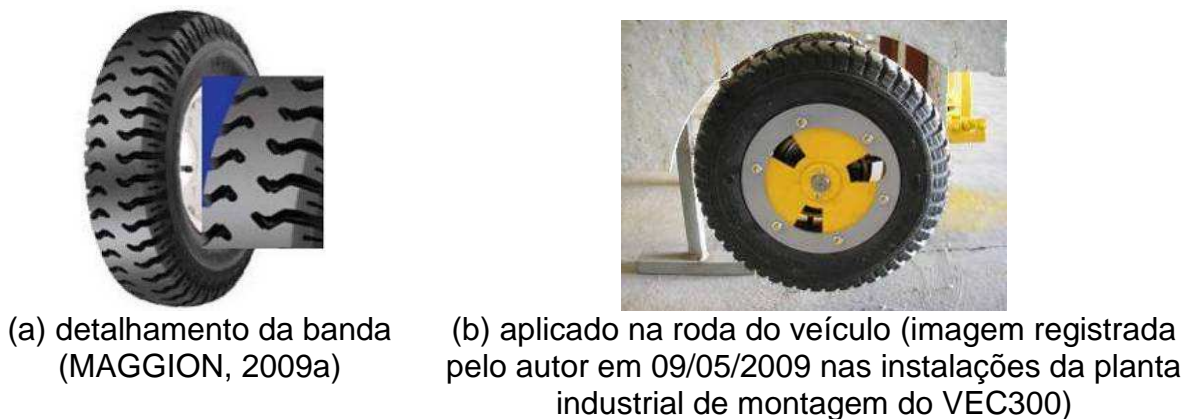 (a) detalhamento da banda
(MAGGION, 2009a)
(b) aplicado na roda do veículo (imagem registrada
pelo autor em 09/05/2009 nas instalações da planta
industrial de montagem do VEC300)